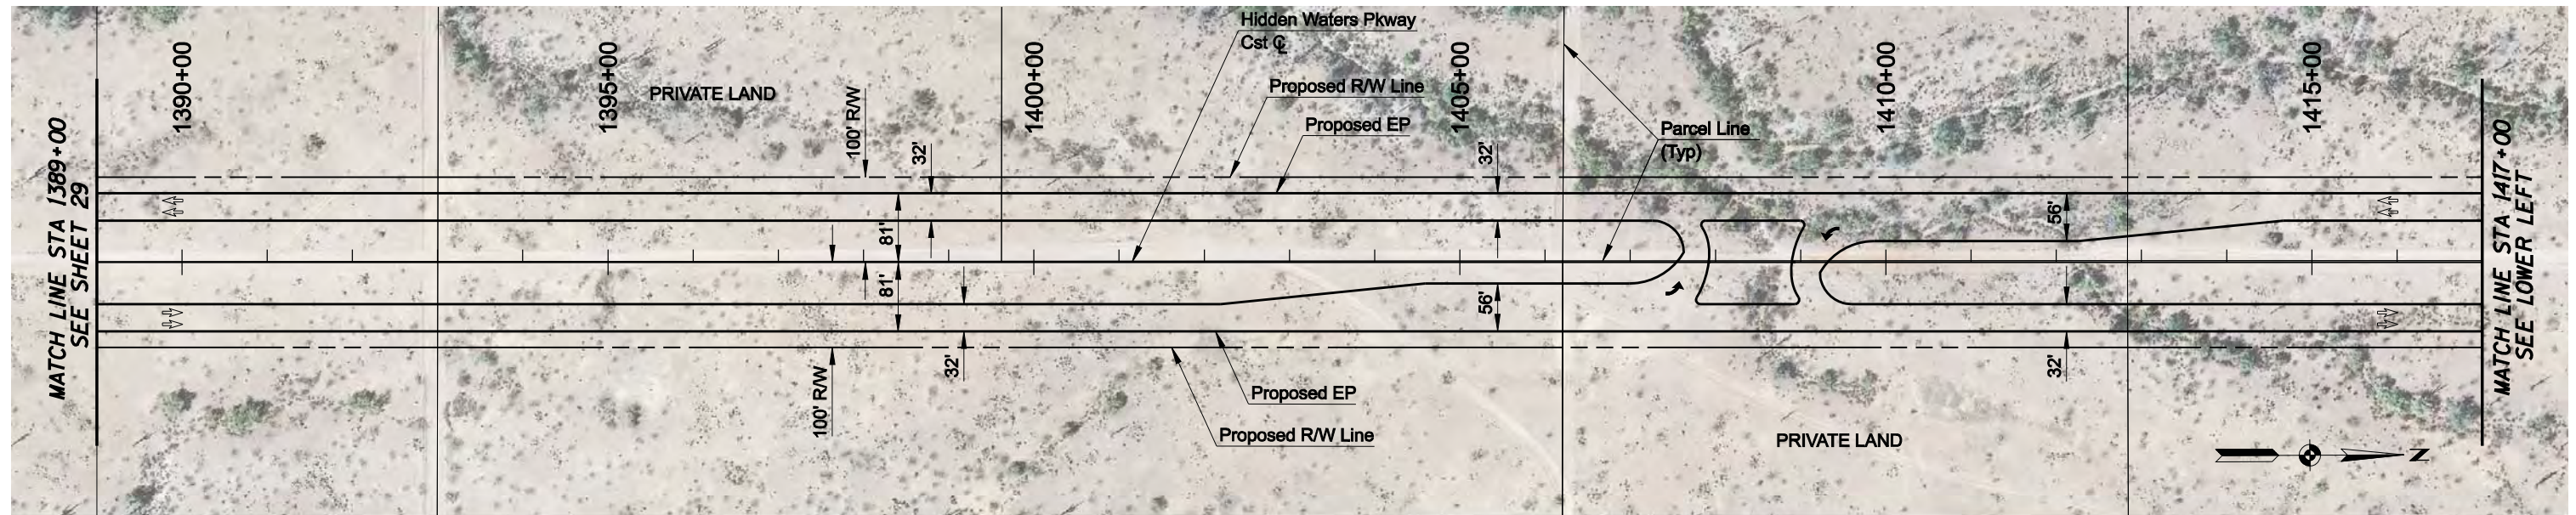 MATCH LINE STA 1389+00
SEE SHEET 29
1390+00
1395+00
PRIVATE LAND
100' R/W
32'
81'
81'
100' R/W
32'
1400+00
Hidden Waters Pkway
Cst ℄
Proposed R/W Line
Proposed EP
1405+00
32'
56'
Proposed EP
Proposed R/W Line
Parcel Line
(Typ)
1410+00
56'
32'
PRIVATE LAND
1415+00
N
MATCH LINE STA 1417+00
SEE LOWER LEFT